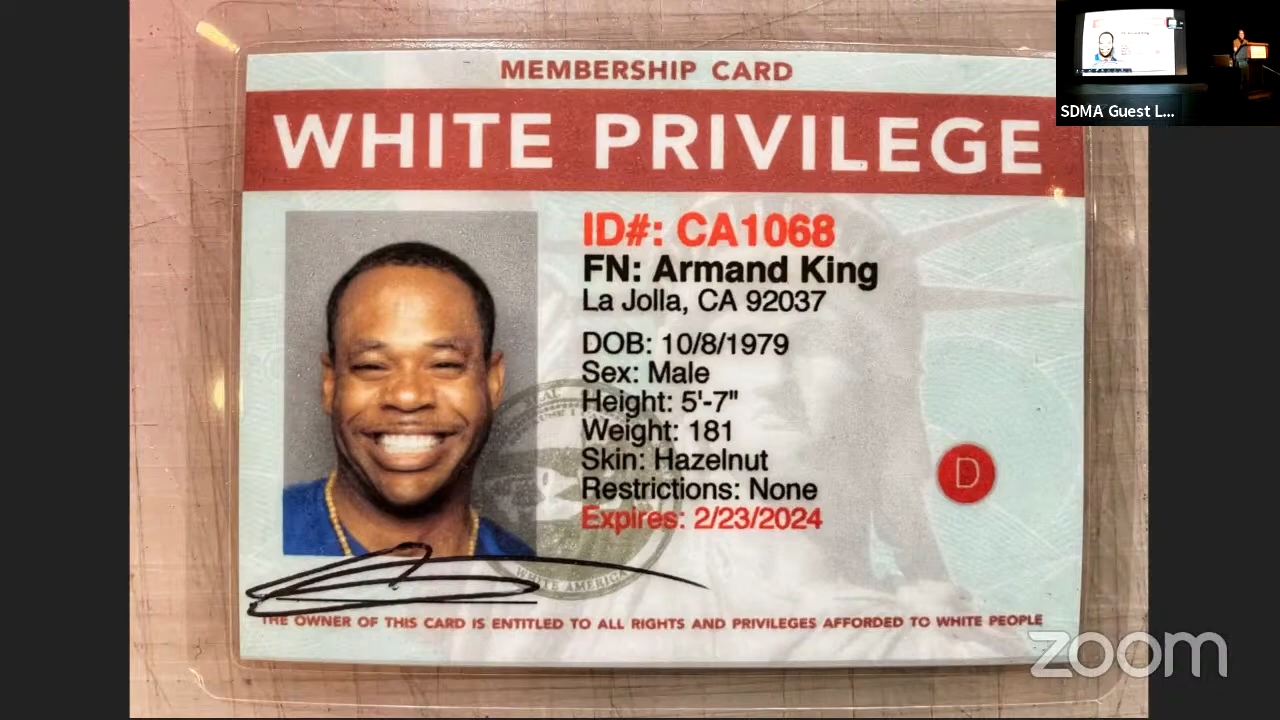 MEMBERSHIP CARD
WHITE PRIVILEGE
ID#: CA1068
FN: Armand King
La Jolla, CA 92037
DOB: 10/8/1979
Sex: Male
Height: 5'-7"
Weight: 181
Skin: Hazelnut
Restrictions: None
Expires: 2/23/2024
D
WHITE AMERICA
THE OWNER OF THIS CARD IS ENTITLED TO ALL RIGHTS AND PRIVILEGES AFFORDED TO WHITE PEOPLE
SDMA Guest L...
zoom